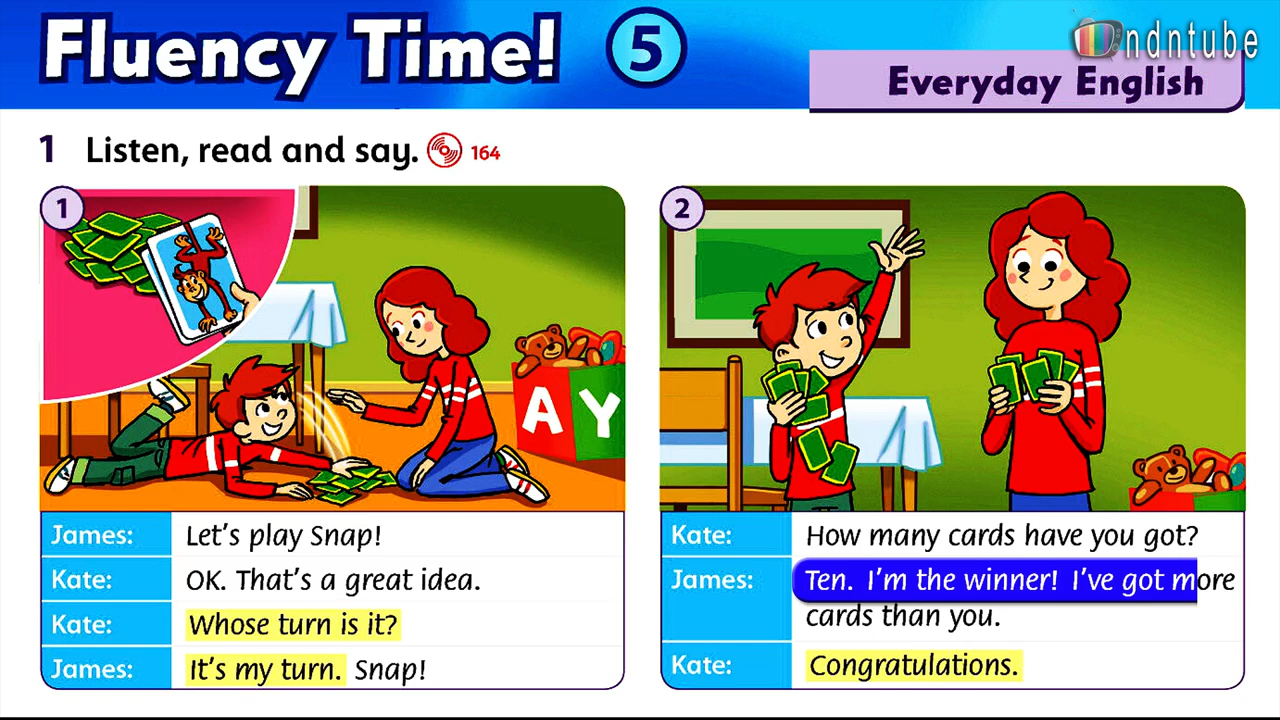 Fluency Time! 5
ndntube
Everyday English
1 Listen, read and say. 164
1
A Y
James: Let's play Snap!
Kate: OK. That's a great idea.
Kate: Whose turn is it?
James: It's my turn. Snap!
2
Kate: How many cards have you got?
James: Ten. I'm the winner! I've got more
cards than you.
Kate: Congratulations.